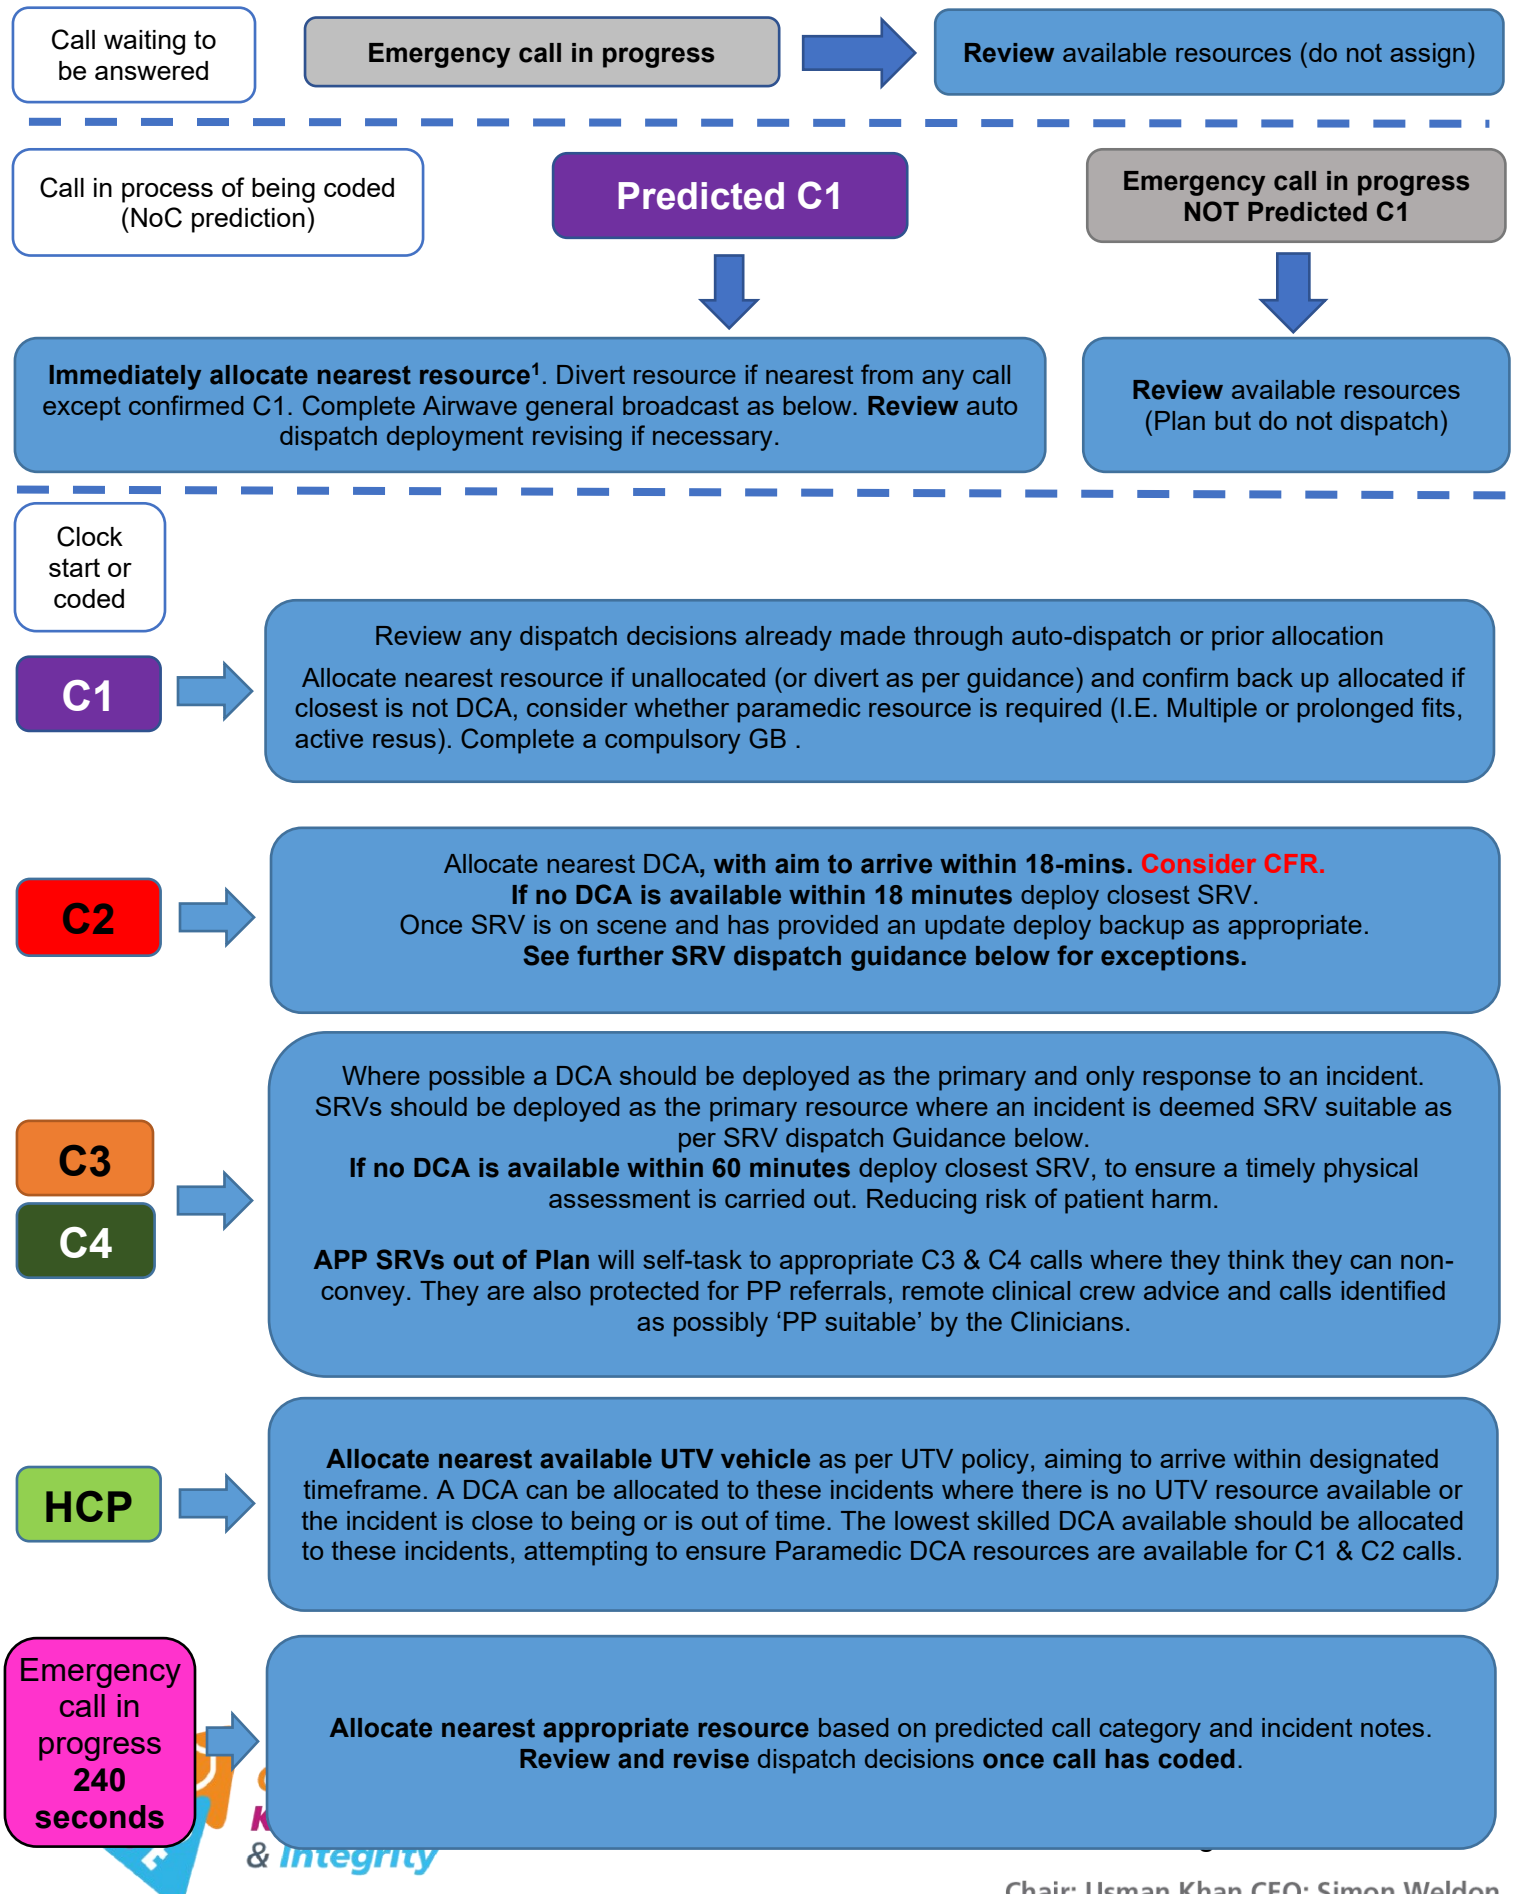 Call waiting to
be answered
Emergency call in progress
Review available resources (do not assign)
Call in process of being coded
(NoC prediction)
Predicted C1
Emergency call in progress
NOT Predicted C1
Immediately allocate nearest resource¹. Divert resource if nearest from any call
except confirmed C1. Complete Airwave general broadcast as below. Review auto
dispatch deployment revising if necessary.
Review available resources
(Plan but do not dispatch)
Clock
start or
coded
C1
Review any dispatch decisions already made through auto-dispatch or prior allocation
Allocate nearest resource if unallocated (or divert as per guidance) and confirm back up allocated if
closest is not DCA, consider whether paramedic resource is required (I.E. Multiple or prolonged fits,
active resus). Complete a compulsory GB .
C2
Allocate nearest DCA, with aim to arrive within 18-mins. Consider CFR.
If no DCA is available within 18 minutes deploy closest SRV.
Once SRV is on scene and has provided an update deploy backup as appropriate.
See further SRV dispatch guidance below for exceptions.
C3
C4
Where possible a DCA should be deployed as the primary and only response to an incident.
SRVs should be deployed as the primary resource where an incident is deemed SRV suitable as
per SRV dispatch Guidance below.
If no DCA is available within 60 minutes deploy closest SRV, to ensure a timely physical
assessment is carried out. Reducing risk of patient harm.
APP SRVs out of Plan will self-task to appropriate C3 & C4 calls where they think they can non-
convey. They are also protected for PP referrals, remote clinical crew advice and calls identified
as possibly ‘PP suitable’ by the Clinicians.
HCP
Allocate nearest available UTV vehicle as per UTV policy, aiming to arrive within designated
timeframe. A DCA can be allocated to these incidents where there is no UTV resource available or
the incident is close to being or is out of time. The lowest skilled DCA available should be allocated
to these incidents, attempting to ensure Paramedic DCA resources are available for C1 & C2 calls.
Emergency
call in
progress
240
seconds
Allocate nearest appropriate resource based on predicted call category and incident notes.
Review and revise dispatch decisions once call has coded.
& Integrity
Chair: Usman Khan CEO: Simon Weldon